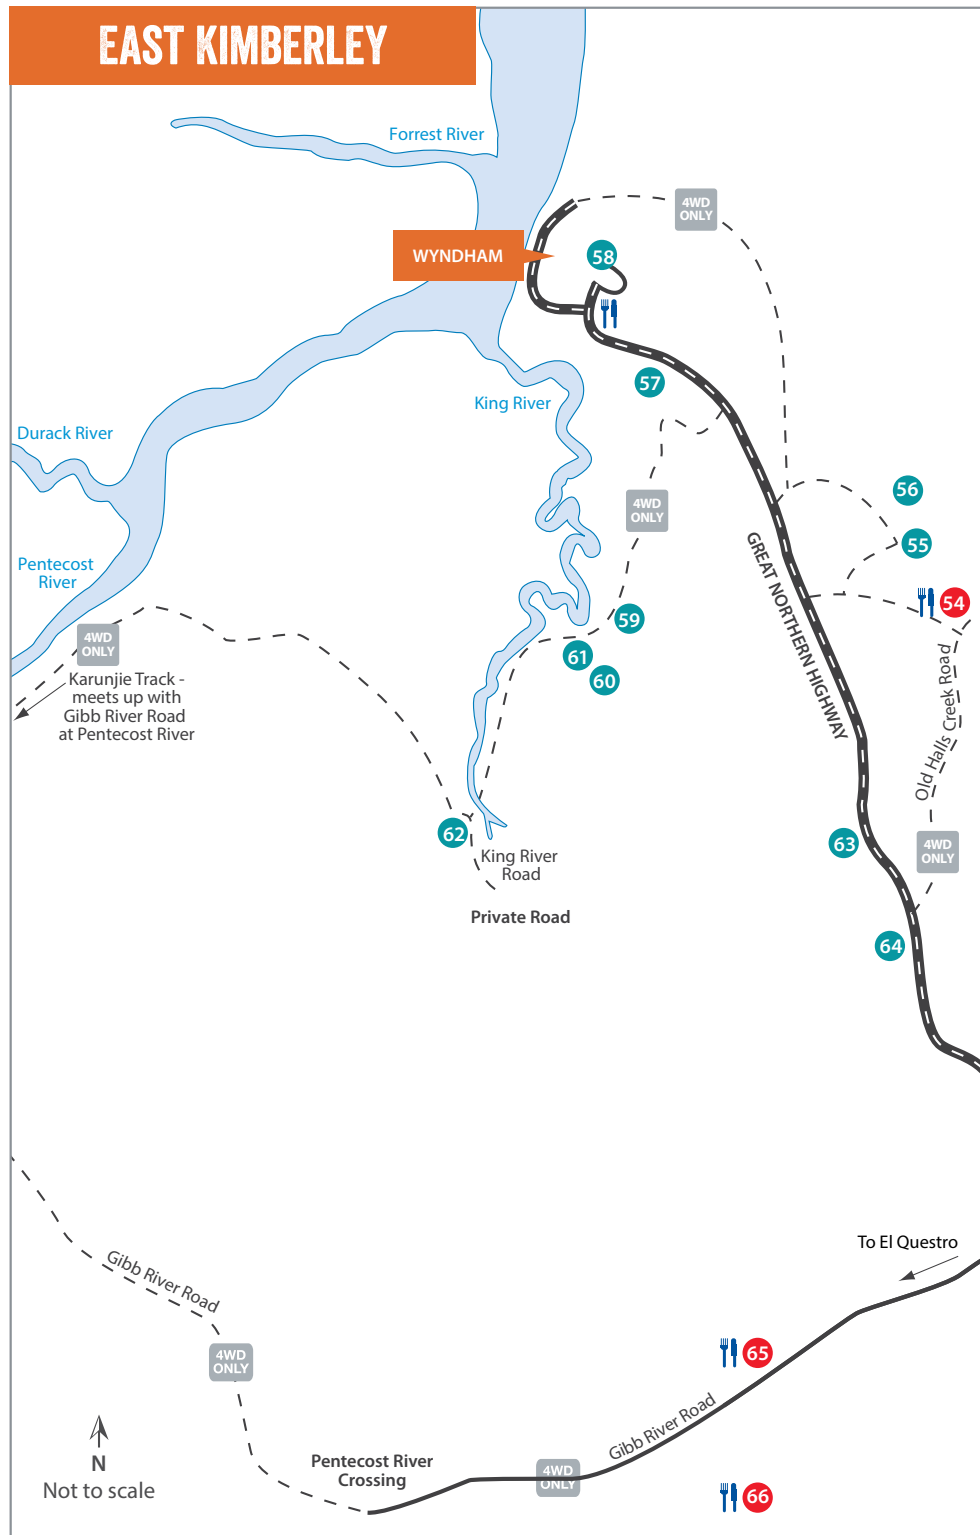 EAST KIMBERLEY
Forrest River
4WD
ONLY
WYNDHAM
58
57
King River
Durack River
56
4WD
ONLY
55
GREAT NORTHERN HIGHWAY
Pentecost
River
54
59
4WD
ONLY
61
60
Karunjie Track -
meets up with
Gibb River Road
at Pentecost River
Old Halls Creek Road
62
63
4WD
ONLY
King River
Road
Private Road
64
To El Questro
Gibb River Road
4WD
ONLY
65
Gibb River Road
N
Not to scale
Pentecost River
Crossing
4WD
ONLY
66